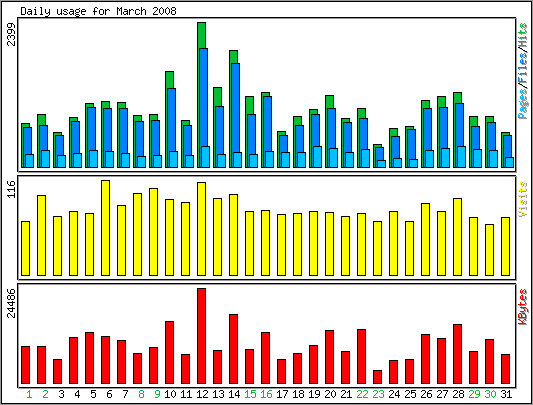 Daily usage for March 2008
2399
Pages/Files/Hits
116
Visits
24486
KBytes
1 2 3 4 5 6 7 8 9 10 11 12 13 14 15 16 17 18 19 20 21 22 23 24 25 26 27 28 29 30 31